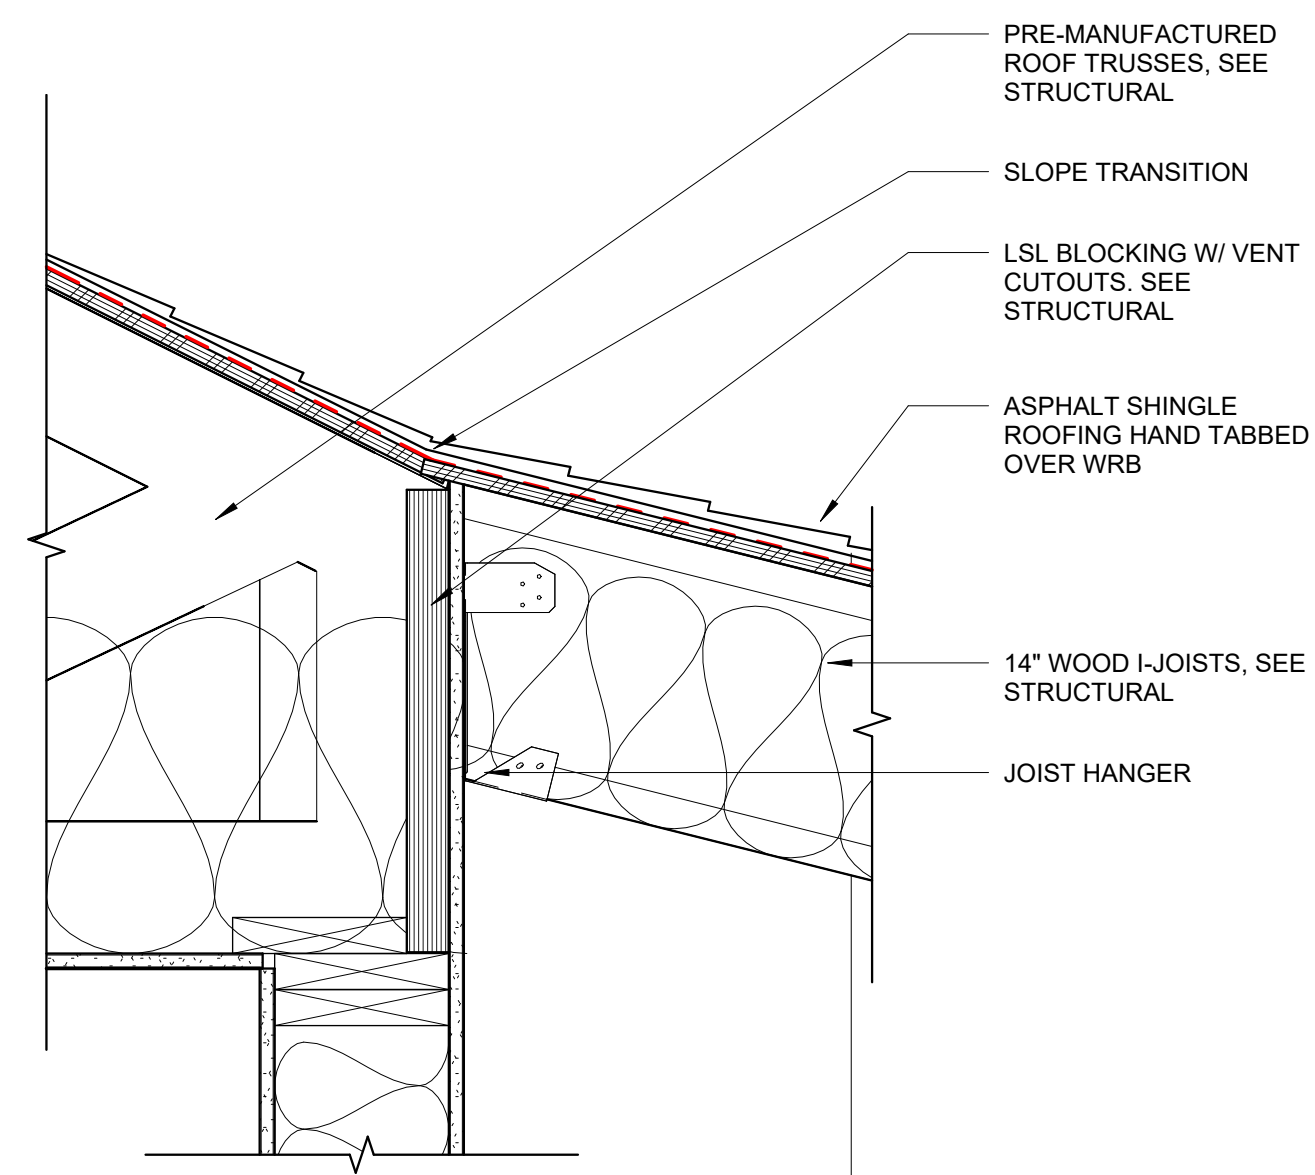 PRE-MANUFACTURED
ROOF TRUSSES, SEE
STRUCTURAL
SLOPE TRANSITION
LSL BLOCKING W/ VENT
CUTOUTS. SEE
STRUCTURAL
ASPHALT SHINGLE
ROOFING HAND TABBED
OVER WRB
14" WOOD I-JOISTS, SEE
STRUCTURAL
JOIST HANGER